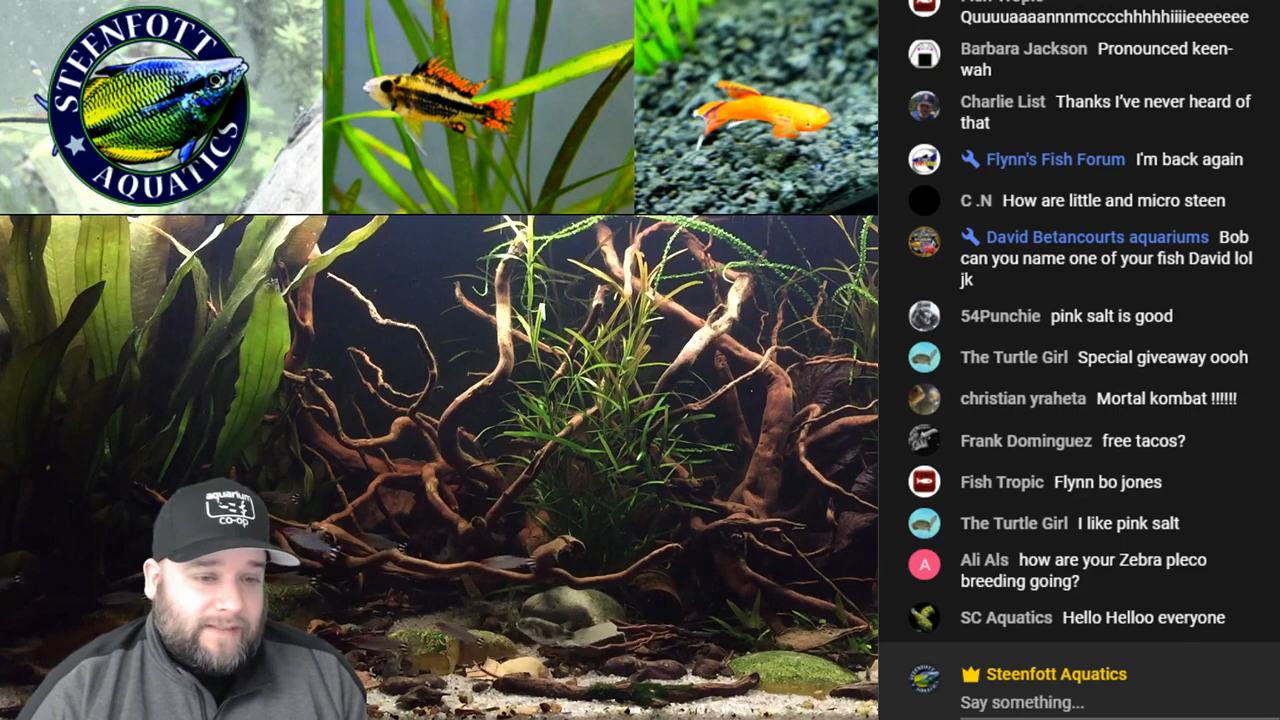 STEENFOTT
AQUATICS
aquarium
co-op
Quuuuaaaannnmcccchhhhhiiiieeeeeee
Barbara Jackson Pronounced keen-
wah
Charlie List Thanks I’ve never heard of
that
Flynn's Fish Forum I'm back again
C .N How are little and micro steen
David Betancourts aquariums Bob
can you name one of your fish David lol
jk
54Punchie pink salt is good
The Turtle Girl Special giveaway oooh
christian yraheta Mortal kombat !!!!!!
Frank Dominguez free tacos?
Fish Tropic Flynn bo jones
The Turtle Girl I like pink salt
A
Ali Als how are your Zebra pleco
breeding going?
SC Aquatics Hello Helloo everyone
Steenfott Aquatics
Say something...